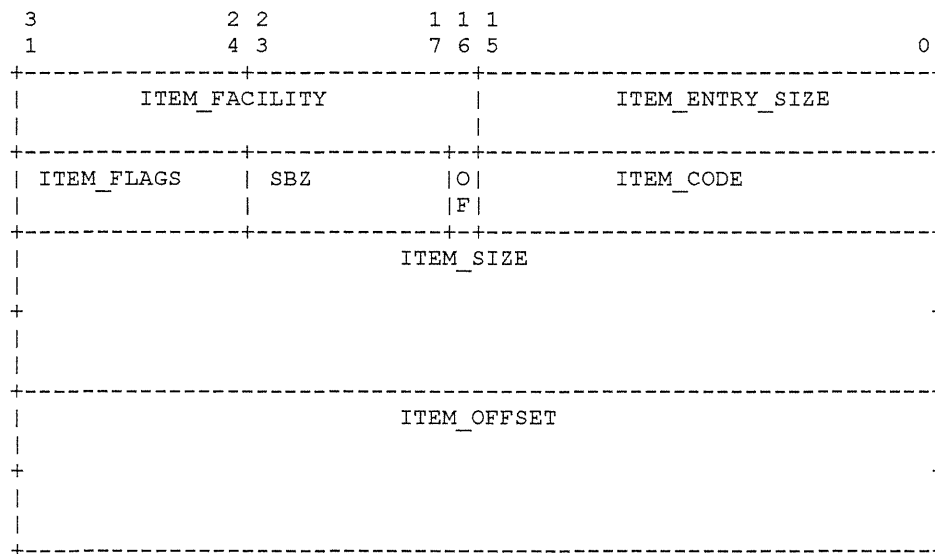 3 2 2 1 1 1
1 4 3 7 6 5 0
ITEM_FACILITY ITEM_ENTRY_SIZE
ITEM_FLAGS SBZ O ITEM_CODE
F
ITEM_SIZE
ITEM_OFFSET